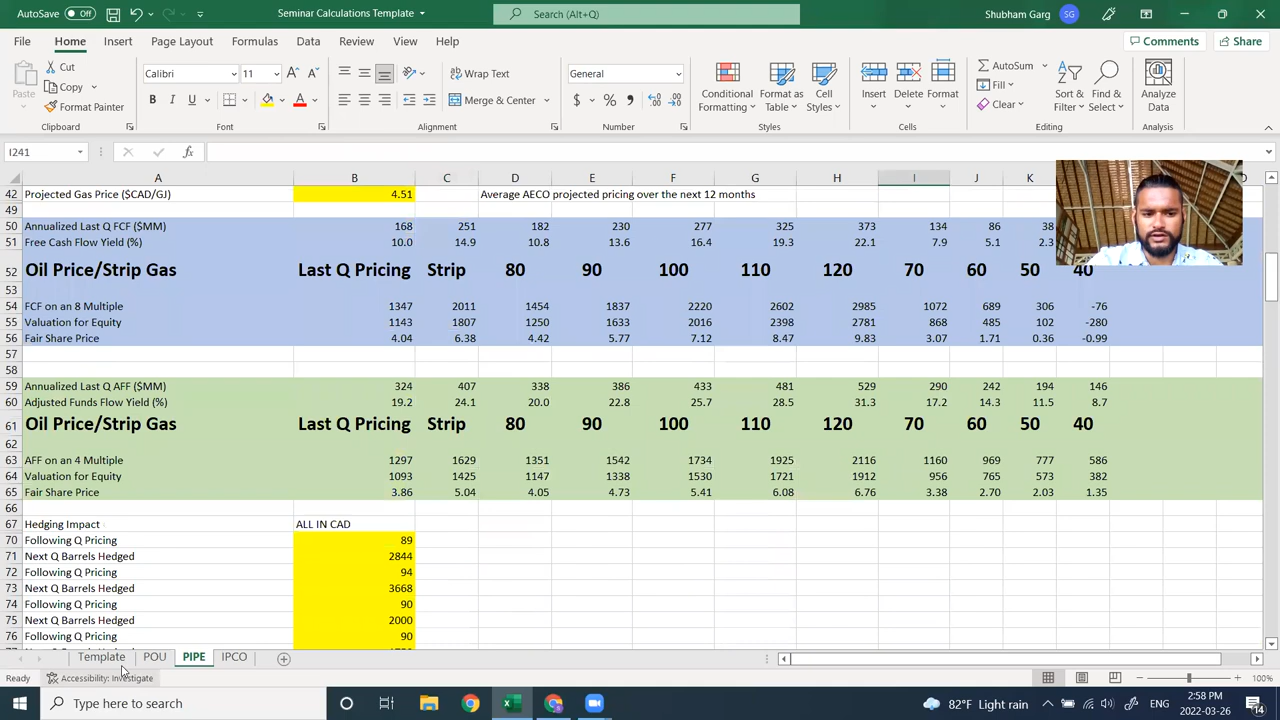 AutoSave Off Seminar Calcations Template Search (Alt+Q) Shubham Garg SG
File Home Insert Page Layout Formulas Data Review View Help Comments Share
Paste Cut Copy Format Painter Clipboard
Calibri 11 A A B I U A Font
Wrap Text Merge & Center Alignment
General $ % Number
Conditional Formatting Format as Table Cell Styles Styles
Insert Delete Format Cells
AutoSum Fill Clear Sort & Filter Find & Select Editing
Analyze Data Analysis
I241 fx
A B C D E F G H I J K
42 Projected Gas Price ($CAD/GJ) 4.51 Average AECO projected pricing over the next 12 months
49
50 Annualized Last Q FCF ($MM) 168 251 182 230 277 325 373 134 86 38
51 Free Cash Flow Yield (%) 10.0 14.9 10.8 13.6 16.4 19.3 22.1 7.9 5.1 2.3
52 Oil Price/Strip Gas Last Q Pricing Strip 80 90 100 110 120 70 60 50 40
53
54 FCF on an 8 Multiple 1347 2011 1454 1837 2220 2602 2985 1072 689 306 -76
55 Valuation for Equity 1143 1807 1250 1633 2016 2398 2781 868 485 102 -280
56 Fair Share Price 4.04 6.38 4.42 5.77 7.12 8.47 9.83 3.07 1.71 0.36 -0.99
57
58
59 Annualized Last Q AFF ($MM) 324 407 338 386 433 481 529 290 242 194 146
60 Adjusted Funds Flow Yield (%) 19.2 24.1 20.0 22.8 25.7 28.5 31.3 17.2 14.3 11.5 8.7
61 Oil Price/Strip Gas Last Q Pricing Strip 80 90 100 110 120 70 60 50 40
62
63 AFF on an 4 Multiple 1297 1629 1351 1542 1734 1925 2116 1160 969 777 586
64 Valuation for Equity 1093 1425 1147 1338 1530 1721 1912 956 765 573 382
65 Fair Share Price 3.86 5.04 4.05 4.73 5.41 6.08 6.76 3.38 2.70 2.03 1.35
66
67 Hedging Impact ALL IN CAD
70 Following Q Pricing 89
71 Next Q Barrels Hedged 2844
72 Following Q Pricing 94
73 Next Q Barrels Hedged 3668
74 Following Q Pricing 90
75 Next Q Barrels Hedged 2000
76 Following Q Pricing 90
Template POU PIPE IPCO
Ready Accessibility: Investigate 100%
Type here to search 82°F Light rain ENG 2:58 PM 2022-03-26 14